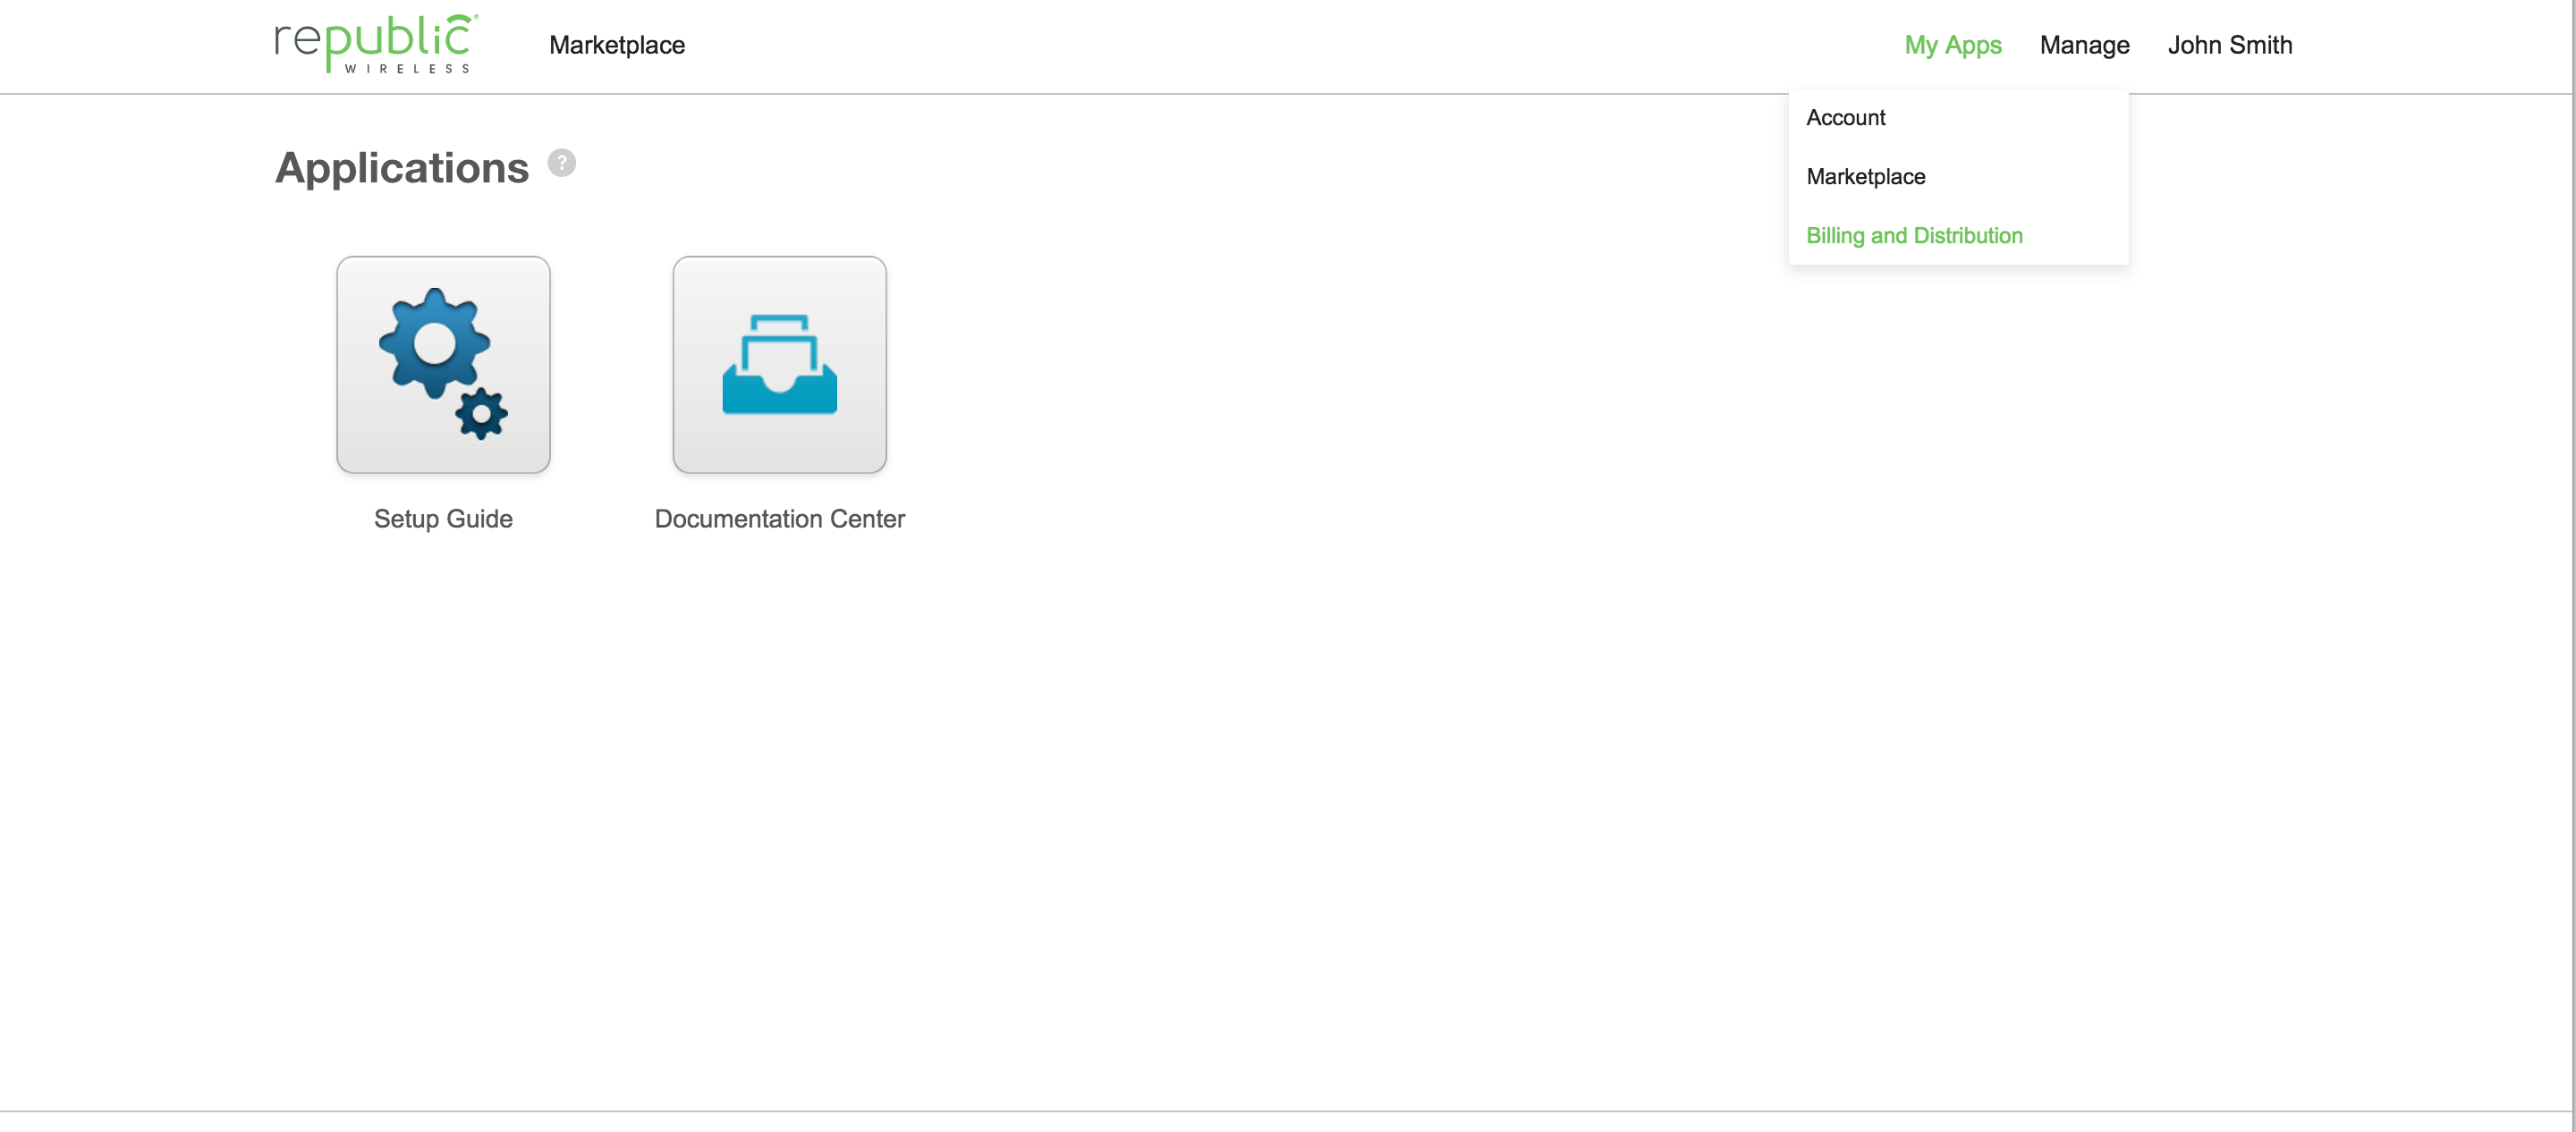 republic®
WIRELESS
Marketplace
My Apps
Manage
John Smith
Account
Marketplace
Billing and Distribution
Applications ?
Setup Guide
Documentation Center